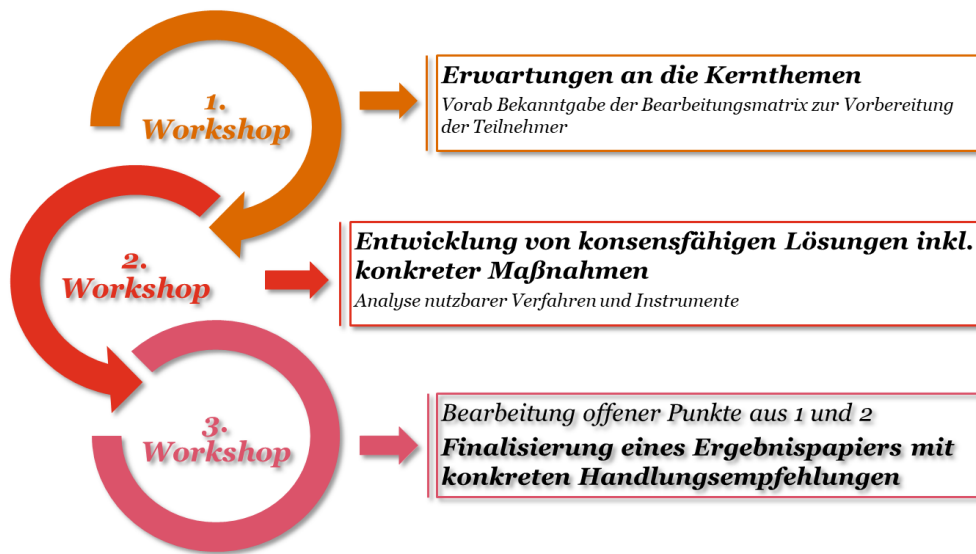 1.
Workshop
Erwartungen an die Kernthemen
Vorab Bekanntgabe der Bearbeitungsmatrix zur Vorbereitung
der Teilnehmer
2.
Workshop
Entwicklung von konsensfähigen Lösungen inkl.
konkreter Maßnahmen
Analyse nutzbarer Verfahren und Instrumente
3.
Workshop
Bearbeitung offener Punkte aus 1 und 2
Finalisierung eines Ergebnispapiers mit
konkreten Handlungsempfehlungen